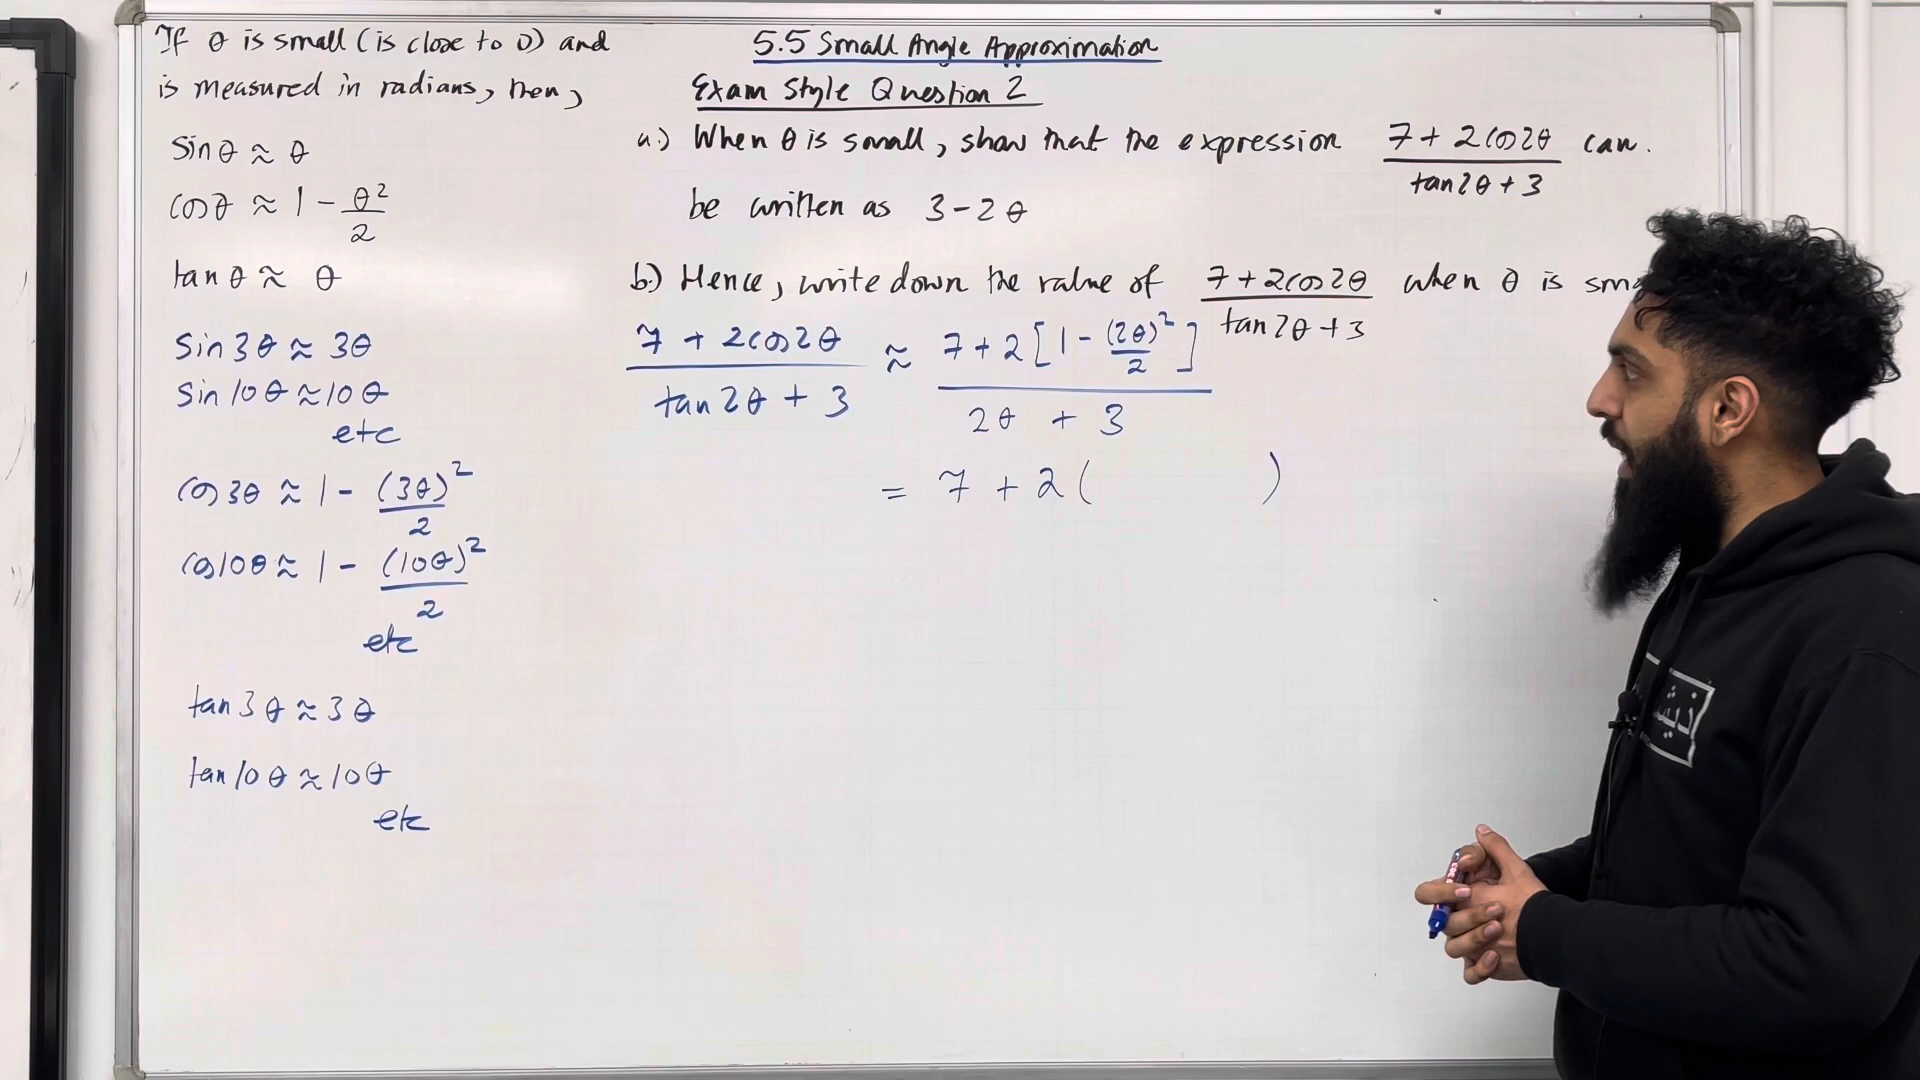 If θ is small (is close to 0) and
is measured in radians, then,
sinθ ≈ θ
cosθ ≈ 1 - θ²/2
tanθ ≈ θ
sin3θ ≈ 3θ
sin10θ ≈ 10θ
etc
cos3θ ≈ 1 - (3θ)²/2
cos10θ ≈ 1 - (10θ)²/2
etc
tan3θ ≈ 3θ
tan10θ ≈ 10θ
etc
5.5 Small Angle Approximation
Exam Style Question 2
a.) When θ is small, show that the expression (7 + 2cos2θ)/(tan2θ + 3) can.
be written as 3 - 2θ
b.) Hence, write down the value of (7 + 2cos2θ)/(tan2θ + 3) when θ is
(7 + 2cos2θ)/(tan2θ + 3) ≈ (7 + 2[1 - (2θ)²/2])/(2θ + 3)
= 7 + 2( )